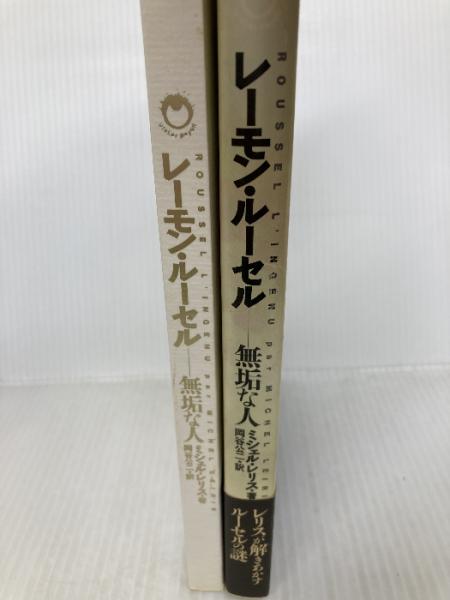 レーモン・ルーセル──無垢な人
ROUSSEL L'INGENU par MICHEL LEIRIS
ミシェル・レリス・著
岡谷公二・訳
レーモン・ルーセル──無垢な人
ROUSSEL L'INGENU par MICHEL LEIRI
ミシェル・レリス・著
岡谷公二・訳
レリスが解きあかす
ルーセルの謎